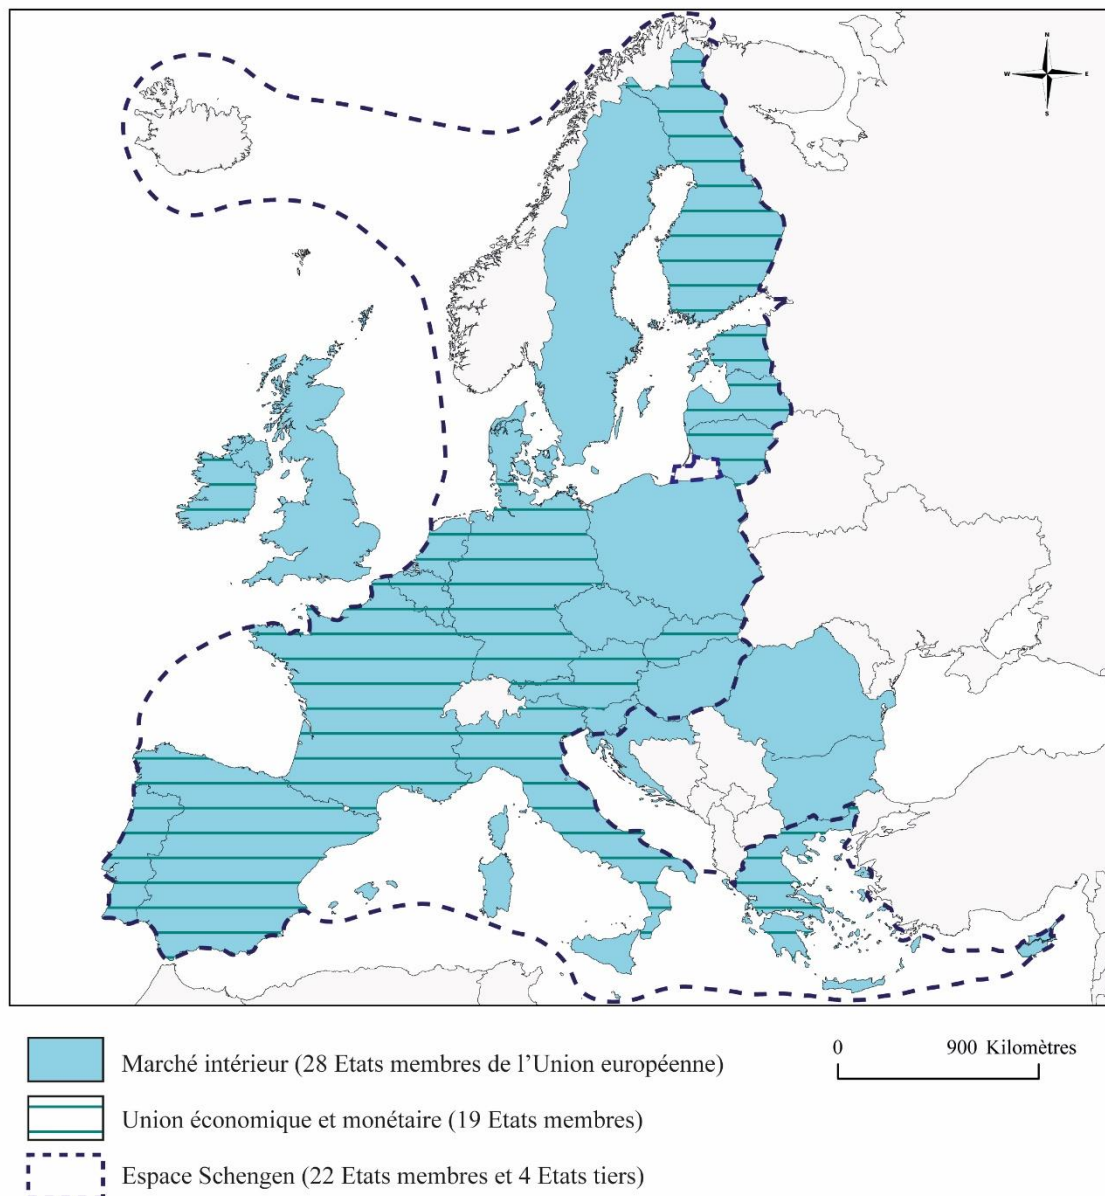 N
W E
S
Marché intérieur (28 Etats membres de l'Union européenne)
0 900 Kilomètres
Union économique et monétaire (19 Etats membres)
Espace Schengen (22 Etats membres et 4 Etats tiers)